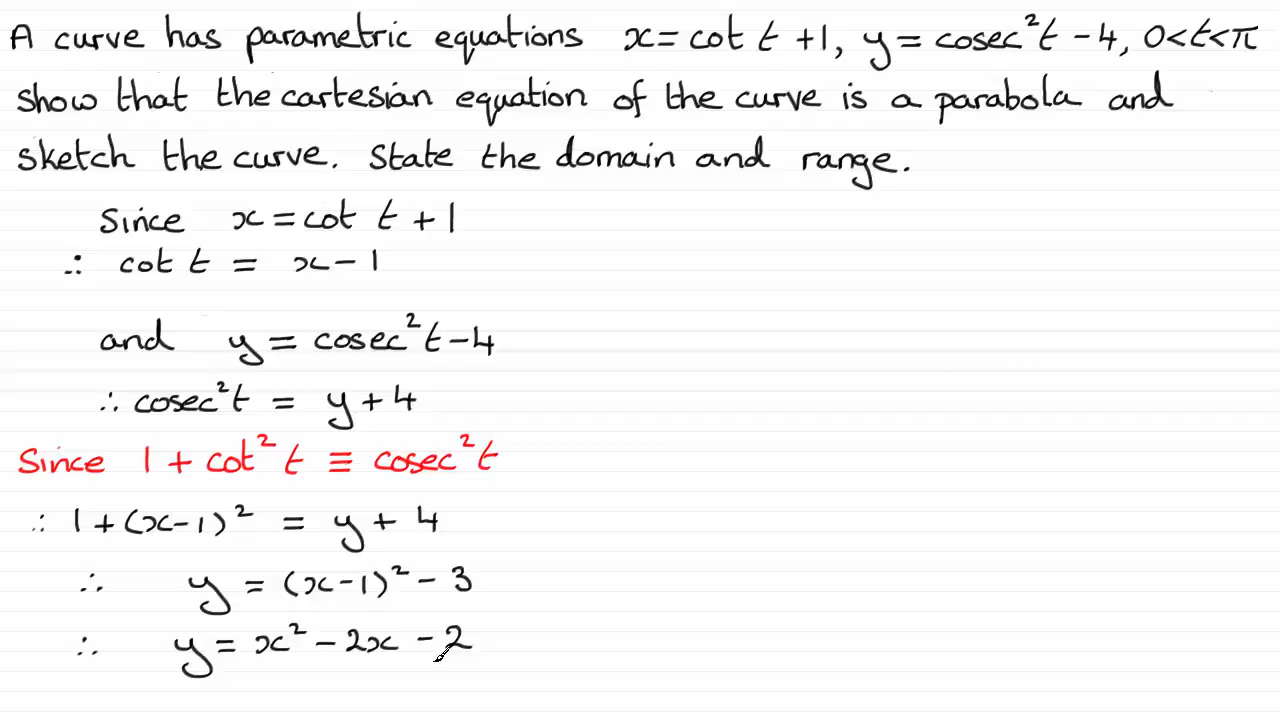 A curve has parametric equations x = cot t + 1, y = cosec²t - 4, 0<t<π
show that the cartesian equation of the curve is a parabola and
sketch the curve. State the domain and range.
Since x = cot t + 1
∴ cot t = x - 1
and y = cosec²t - 4
∴ cosec²t = y + 4
Since 1 + cot² t ≡ cosec²t
∴ 1 + (x-1)² = y + 4
∴ y = (x-1)² - 3
∴ y = x² - 2x - 2